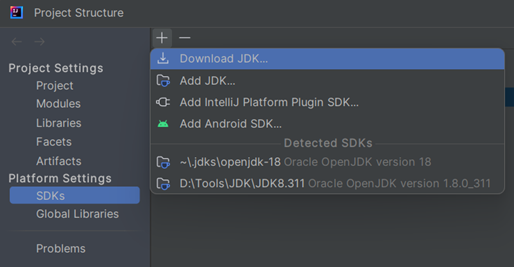 Project Structure
Project Settings
Project
Modules
Libraries
Facets
Artifacts
Platform Settings
SDKs
Global Libraries
Problems
Download JDK...
Add JDK...
Add IntelliJ Platform Plugin SDK...
Add Android SDK...
Detected SDKs
~\.jdks\openjdk-18 Oracle OpenJDK version 18
D:\Tools\JDK\JDK8.311 Oracle OpenJDK version 1.8.0_311